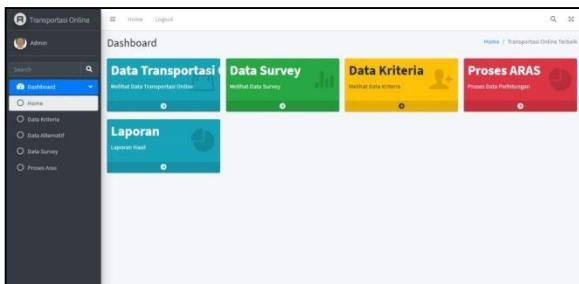 Transportasi Online
Home Logout
Admin
Dashboard
Home / Transportasi Online Terbaik
Search
Dashboard
Home
Data Kriteria
Data Alternatif
Data Survey
Proses Aras
Data Transportasi
Melihat Data Transportasi Online
Data Survey
Melihat Data Survey
Data Kriteria
Melihat Data Kriteria
Proses ARAS
Proses Data Perhitungan
Laporan
Laporan Hasil